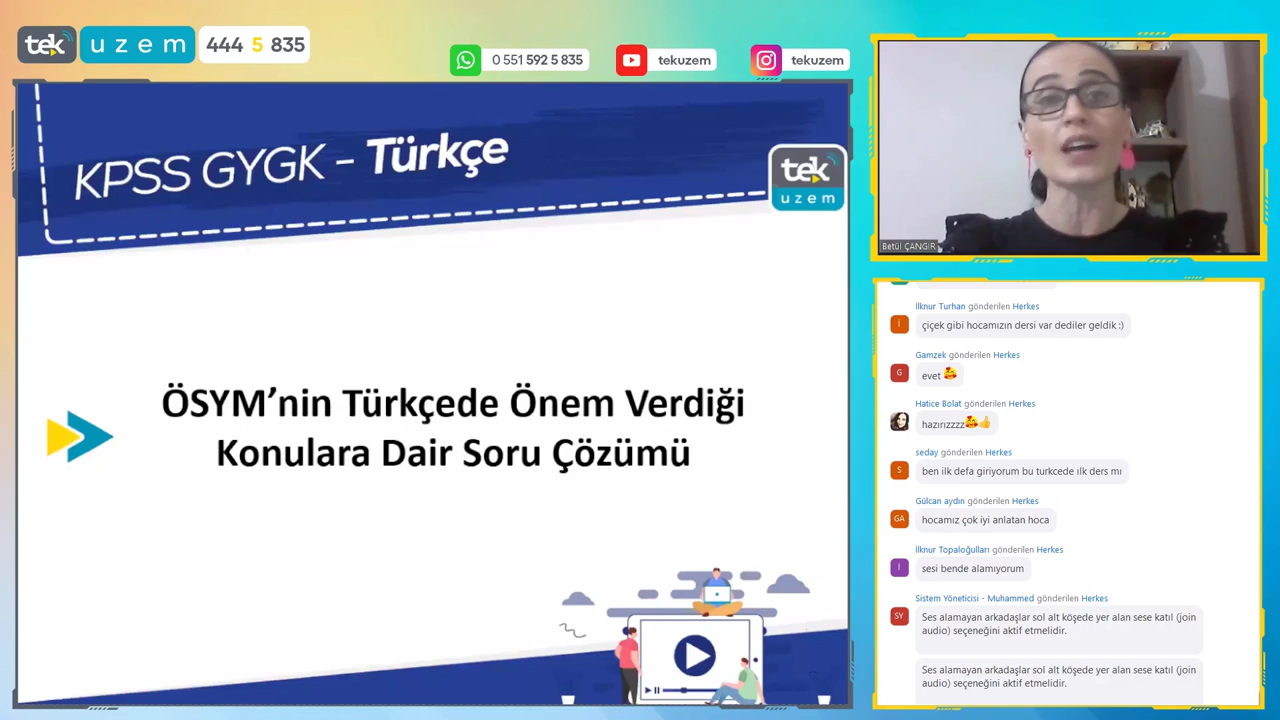 tek
uzem
444 5 835
0 551 592 5 835
tekuzem
tekuzem
KPSS GYGK - Türkçe
tek
uzem
ÖSYM'nin Türkçede Önem Verdiği
Konulara Dair Soru Çözümü
Betül ÇANGIR
İlknur Turhan gönderilen Herkes
İ
çiçek gibi hocamızın dersi var dediler geldik :)
Gamzek gönderilen Herkes
G
evet 🥰
Hatice Bolat gönderilen Herkes
hazırızzzz🥰👍
seday gönderilen Herkes
S
ben ilk defa giriyorum bu turkcede ılk ders mı
Gülcan aydın gönderilen Herkes
GA
hocamız çok iyi anlatan hoca
İlknur Topaloğulları gönderilen Herkes
İ
sesi bende alamıyorum
Sistem Yöneticisi - Muhammed gönderilen Herkes
SY
Ses alamayan arkadaşlar sol alt köşede yer alan sese katıl (join
audio) seçeneğini aktif etmelidir.
Ses alamayan arkadaşlar sol alt köşede yer alan sese katıl (join
audio) seçeneğini aktif etmelidir.